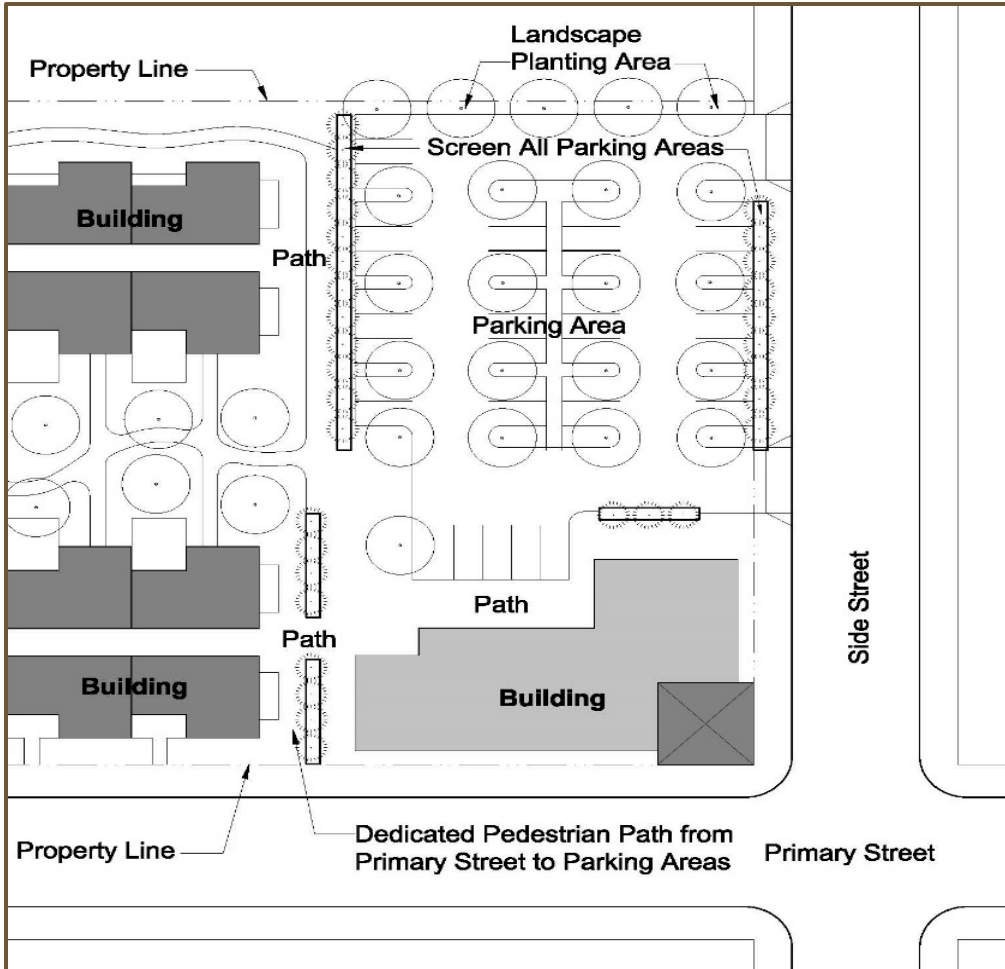 Landscape
Planting Area
Property Line
Screen All Parking Areas
Building
Path
Parking Area
Path
Side Street
Path
Building
Building
Dedicated Pedestrian Path from
Primary Street to Parking Areas
Primary Street
Property Line